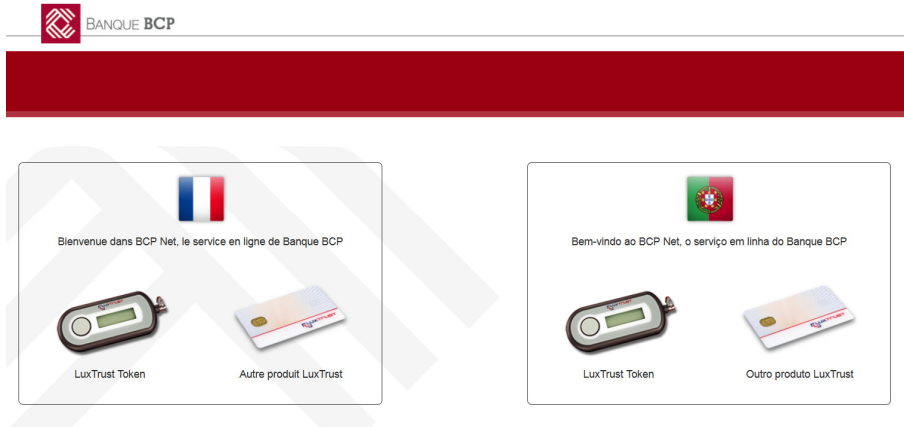 BANQUE BCP
Bienvenue dans BCP Net, le service en ligne de Banque BCP
LuxTrust Token
Autre produit LuxTrust
Bem-vindo ao BCP Net, o serviço em linha do Banque BCP
LuxTrust Token
Outro produto LuxTrust